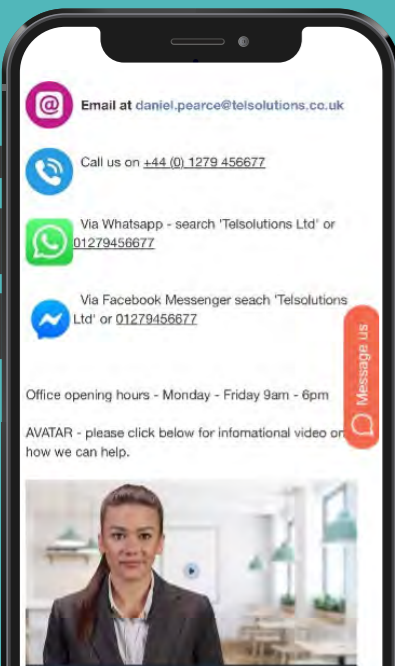 Email at daniel.pearce@telsolutions.co.uk
Call us on +44 (0) 1279 456677
Via Whatsapp - search 'Telsolutions Ltd' or
01279456677
Via Facebook Messenger seach 'Telsolutions
Ltd' or 01279456677
Message us
Office opening hours - Monday - Friday 9am - 6pm
AVATAR - please click below for infomational video on
how we can help.